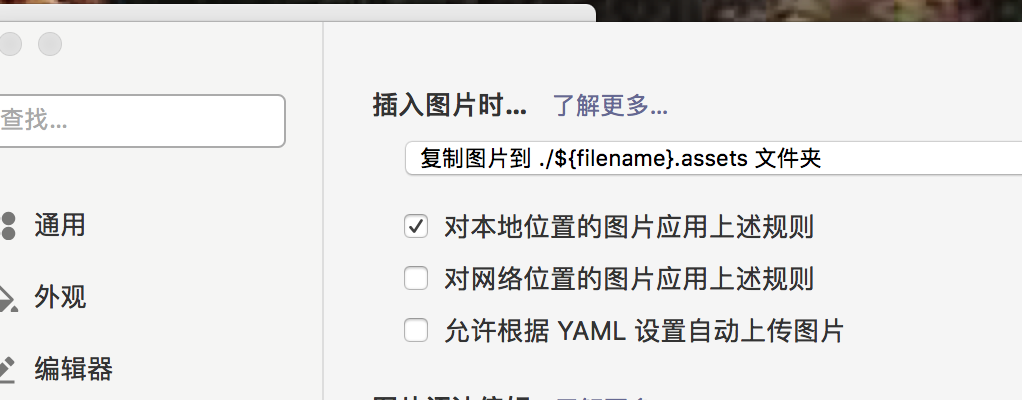 查找...
插入图片时... 了解更多...
复制图片到 ./${filename}.assets 文件夹
对本地位置的图片应用上述规则
通用
对网络位置的图片应用上述规则
外观
允许根据 YAML 设置自动上传图片
编辑器